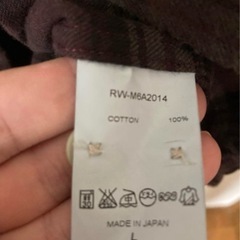 RW-M6A2014
COTTON 100%
MADE IN JAPAN
L